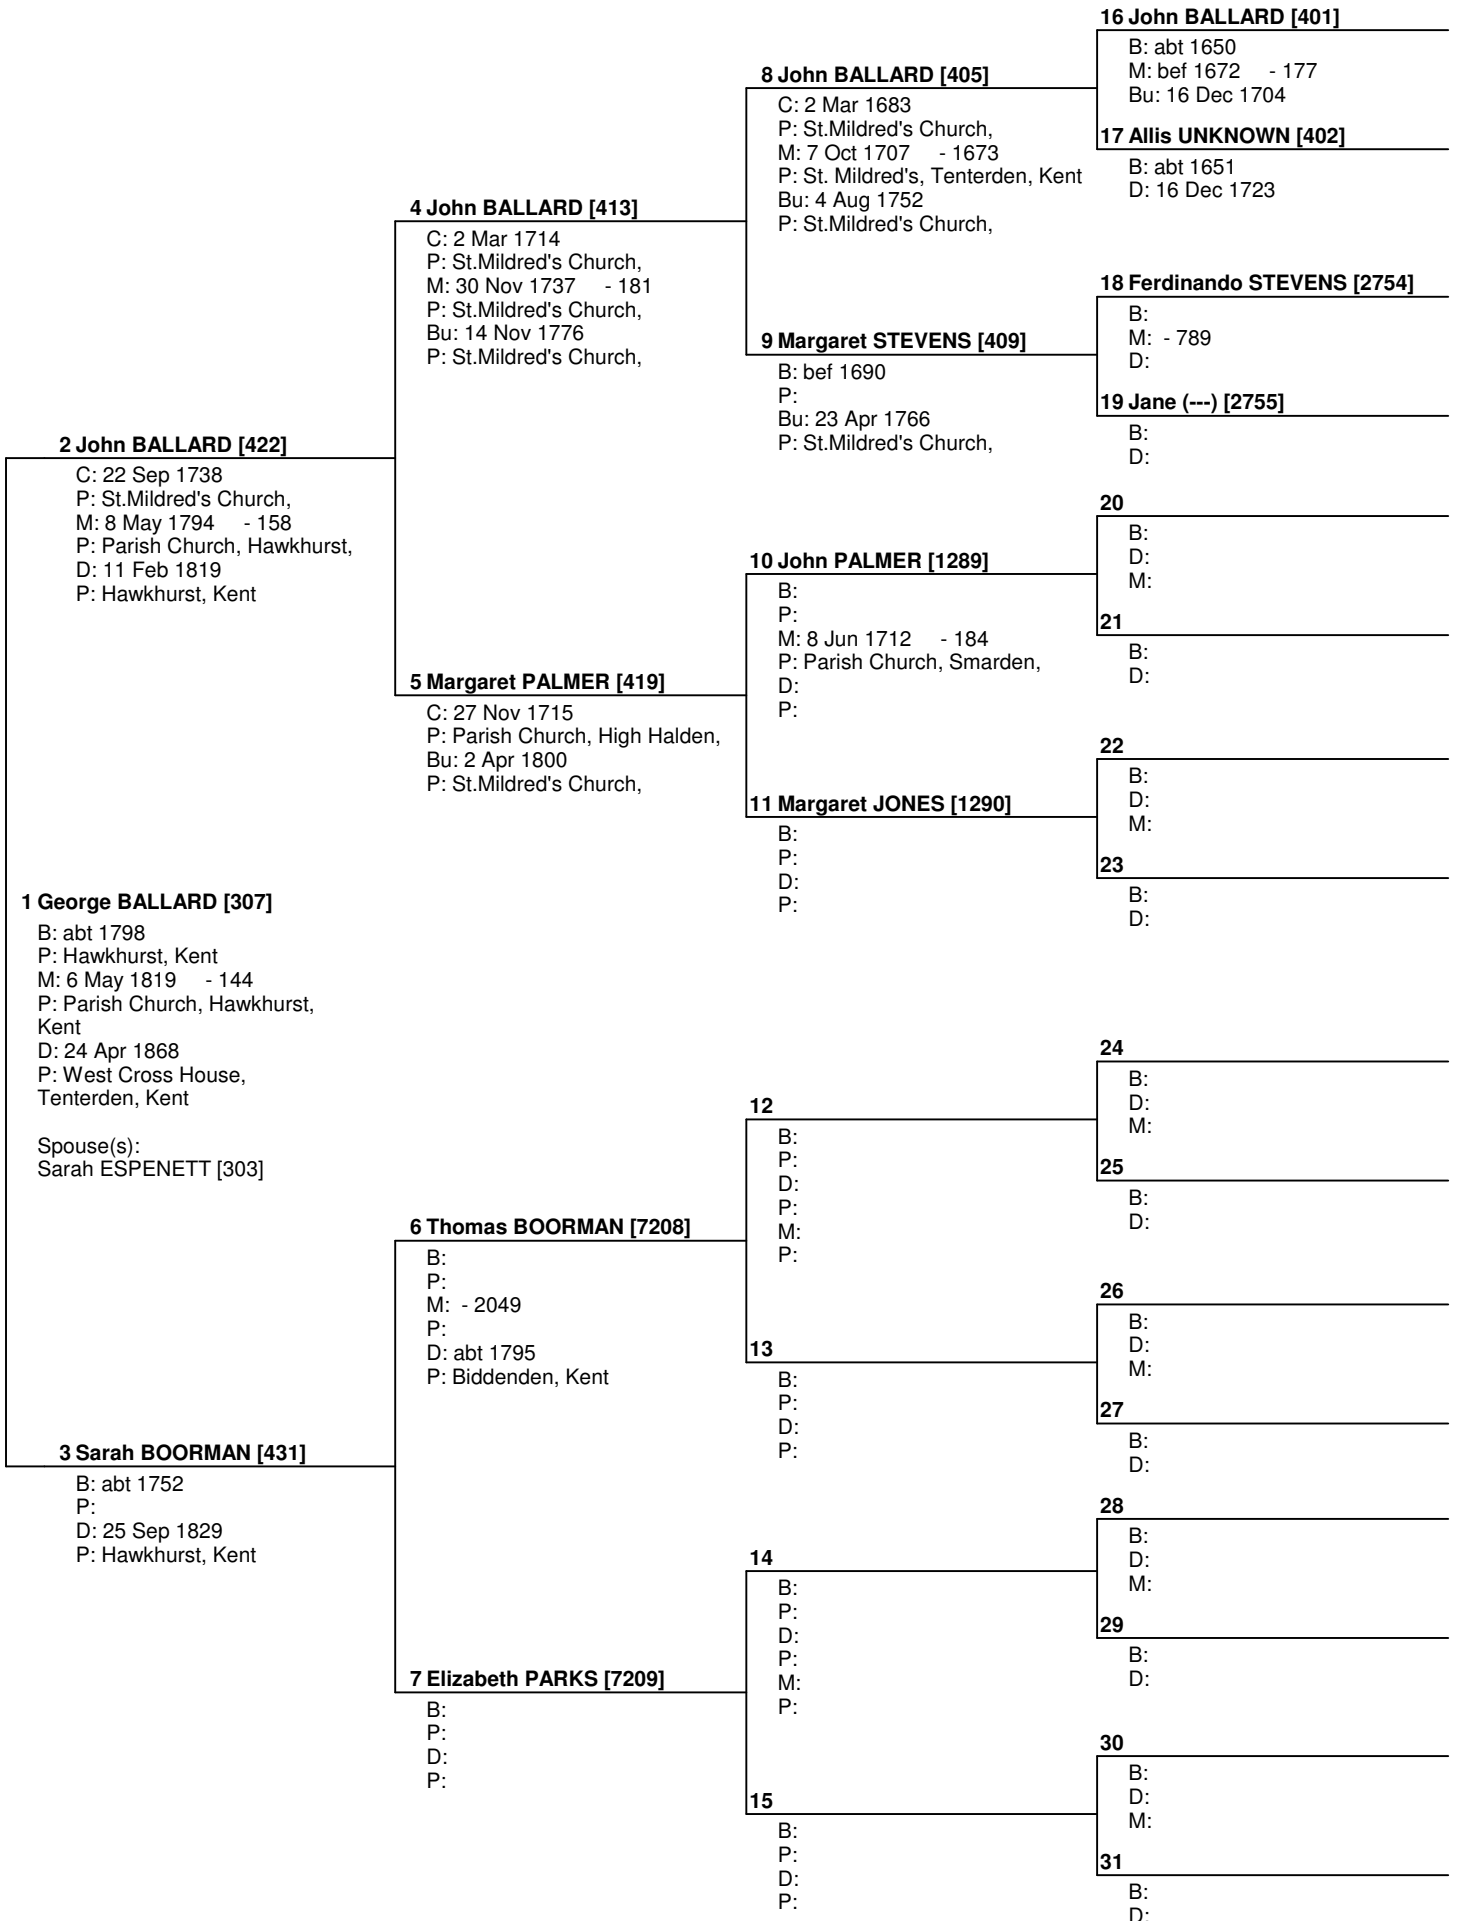 16 John BALLARD [401]
B: abt 1650
M: bef 1672 - 177
Bu: 16 Dec 1704
8 John BALLARD [405]
C: 2 Mar 1683
P: St.Mildred's Church,
M: 7 Oct 1707 - 1673
P: St. Mildred's, Tenterden, Kent
Bu: 4 Aug 1752
P: St.Mildred's Church,
17 Allis UNKNOWN [402]
B: abt 1651
D: 16 Dec 1723
4 John BALLARD [413]
C: 2 Mar 1714
P: St.Mildred's Church,
M: 30 Nov 1737 - 181
P: St.Mildred's Church,
Bu: 14 Nov 1776
P: St.Mildred's Church,
18 Ferdinando STEVENS [2754]
B:
M: - 789
D:
9 Margaret STEVENS [409]
B: bef 1690
P:
Bu: 23 Apr 1766
P: St.Mildred's Church,
19 Jane (---) [2755]
B:
D:
2 John BALLARD [422]
C: 22 Sep 1738
P: St.Mildred's Church,
M: 8 May 1794 - 158
P: Parish Church, Hawkhurst,
D: 11 Feb 1819
P: Hawkhurst, Kent
20
B:
D:
M:
10 John PALMER [1289]
B:
P:
M: 8 Jun 1712 - 184
P: Parish Church, Smarden,
D:
P:
21
B:
D:
5 Margaret PALMER [419]
C: 27 Nov 1715
P: Parish Church, High Halden,
Bu: 2 Apr 1800
P: St.Mildred's Church,
22
B:
D:
M:
11 Margaret JONES [1290]
B:
P:
D:
P:
23
B:
D:
1 George BALLARD [307]
B: abt 1798
P: Hawkhurst, Kent
M: 6 May 1819 - 144
P: Parish Church, Hawkhurst,
Kent
D: 24 Apr 1868
P: West Cross House,
Tenterden, Kent
Spouse(s):
Sarah ESPENETT [303]
24
B:
D:
M:
12
B:
P:
D:
P:
M:
P:
25
B:
D:
6 Thomas BOORMAN [7208]
B:
P:
M: - 2049
P:
D: abt 1795
P: Biddenden, Kent
26
B:
D:
M:
13
B:
P:
D:
P:
27
B:
D:
3 Sarah BOORMAN [431]
B: abt 1752
P:
D: 25 Sep 1829
P: Hawkhurst, Kent
28
B:
D:
M:
14
B:
P:
D:
P:
M:
P:
29
B:
D:
7 Elizabeth PARKS [7209]
B:
P:
D:
P:
30
B:
D:
M:
15
B:
P:
D:
P:
31
B:
D: